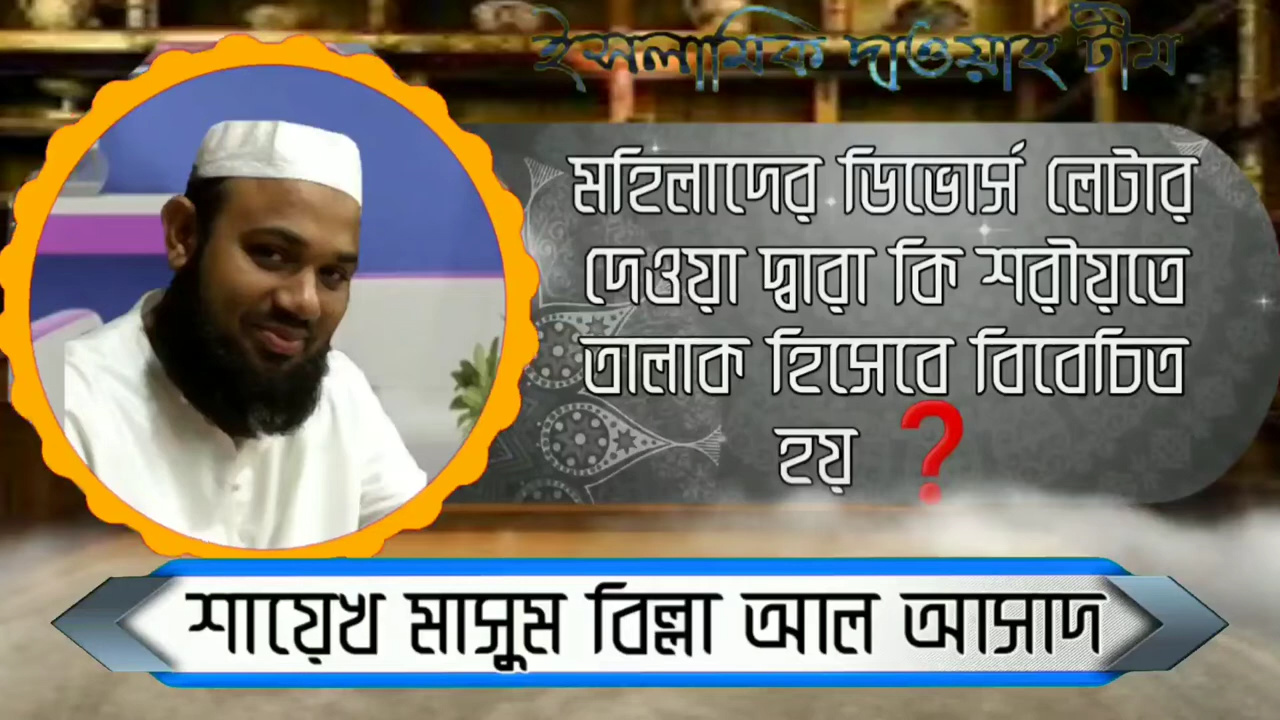 ইসলামিক দাওয়াহ টীম
মহিলাদের ডিভোর্স লেটার
দেওয়া দ্বারা কি শরীয়তে
তালাক হিসেবে বিবেচিত
হয় ❓
শায়েখ মাসুম বিল্লা আল আসাদ